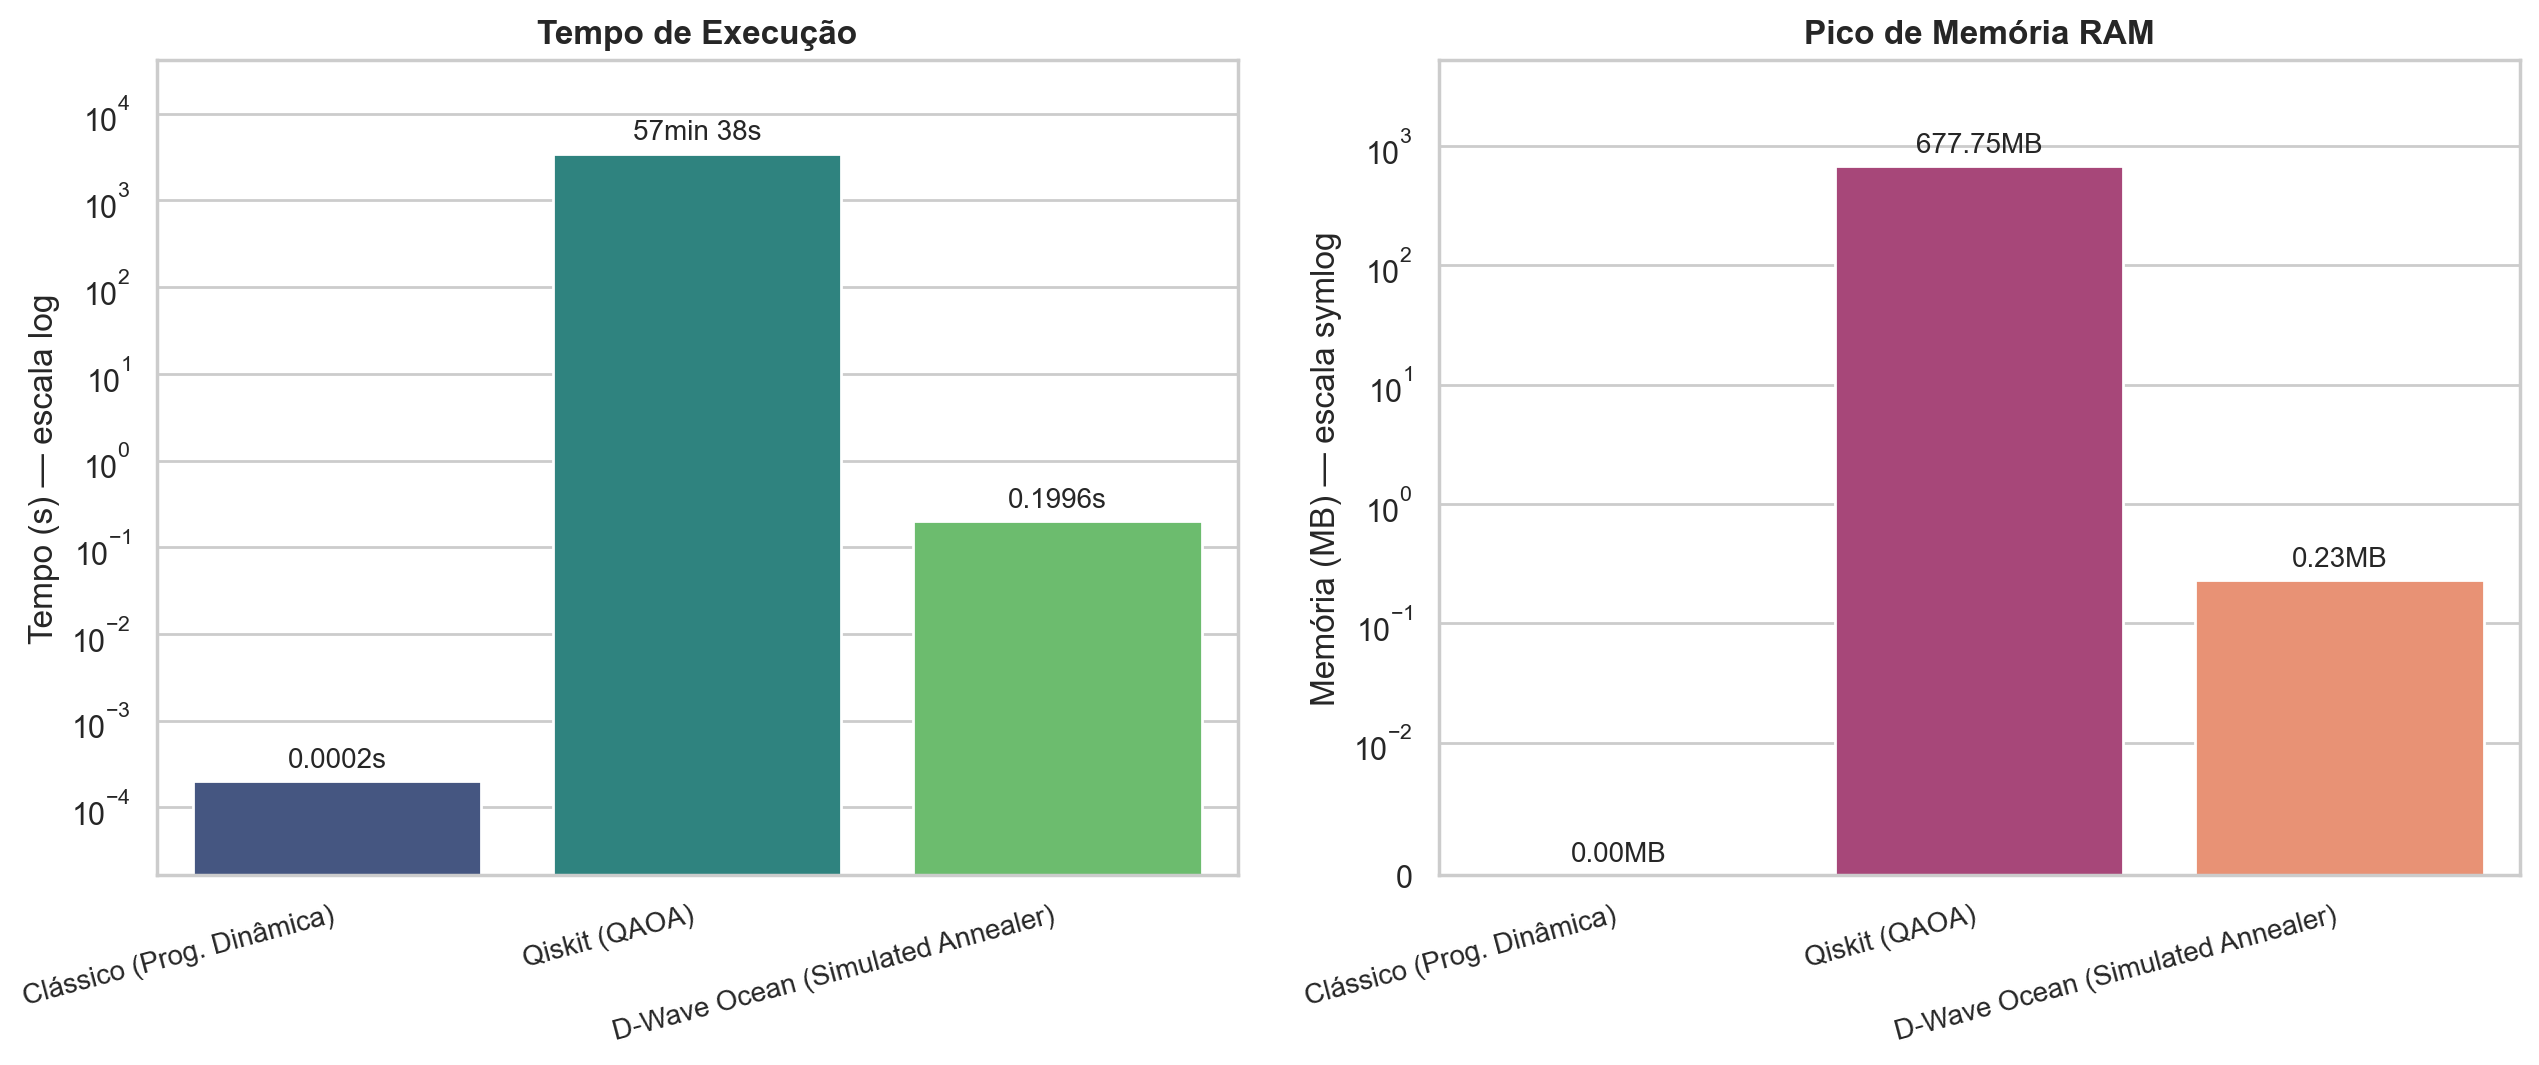 Tempo de Execução
Tempo (s) — escala log
10^4
10^3
10^2
10^1
10^0
10^−1
10^−2
10^−3
10^−4
0.0002s
57min 38s
0.1996s
Clássico (Prog. Dinâmica)
Qiskit (QAOA)
D-Wave Ocean (Simulated Annealer)
Pico de Memória RAM
Memória (MB) — escala symlog
10^3
10^2
10^1
10^0
10^−1
10^−2
0
0.00MB
677.75MB
0.23MB
Clássico (Prog. Dinâmica)
Qiskit (QAOA)
D-Wave Ocean (Simulated Annealer)